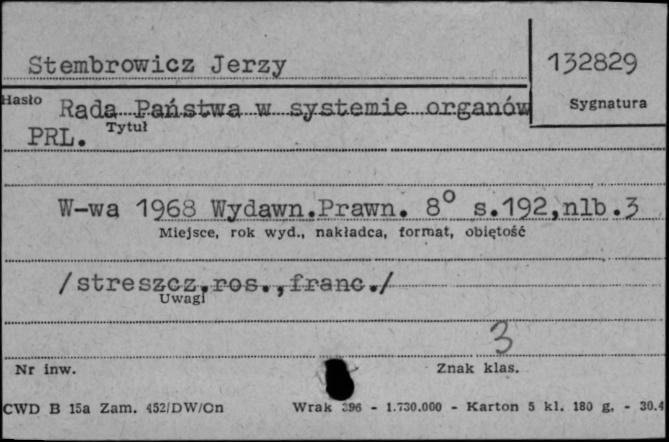 Stembrowicz Jerzy
132829
Hasło
Rada Państwa w systemie organów
Sygnatura
Tytuł
PRL.
W-wa 1968 Wydawn.Prawn. 8° s.192,nlb.3
Miejsce, rok wyd., nakładca, format, objętość
/streszcz.ros.,franc./
Uwagi
3
Nr inw.
Znak klas.
CWD B 15a Zam. 452/DW/On Wrak 396 - 1.730.000 - Karton 5 kl. 180 g. - 30.4